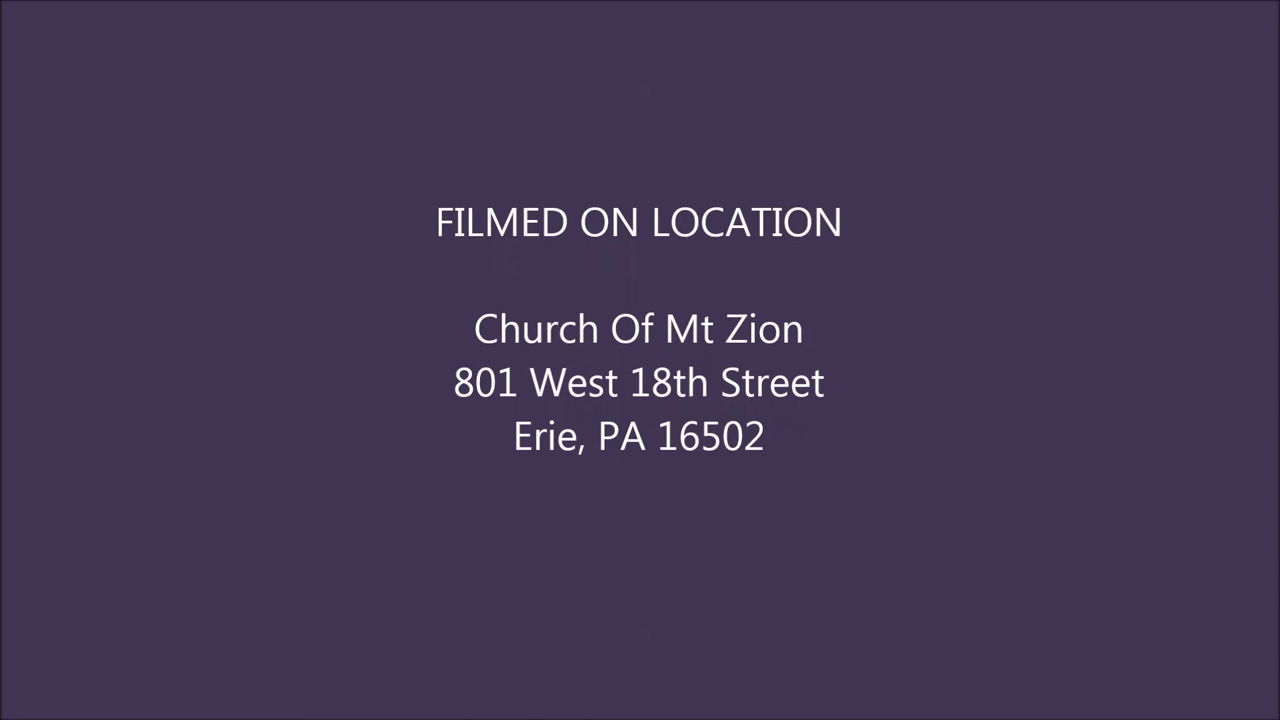 FILMED ON LOCATION
Church Of Mt Zion
801 West 18th Street
Erie, PA 16502